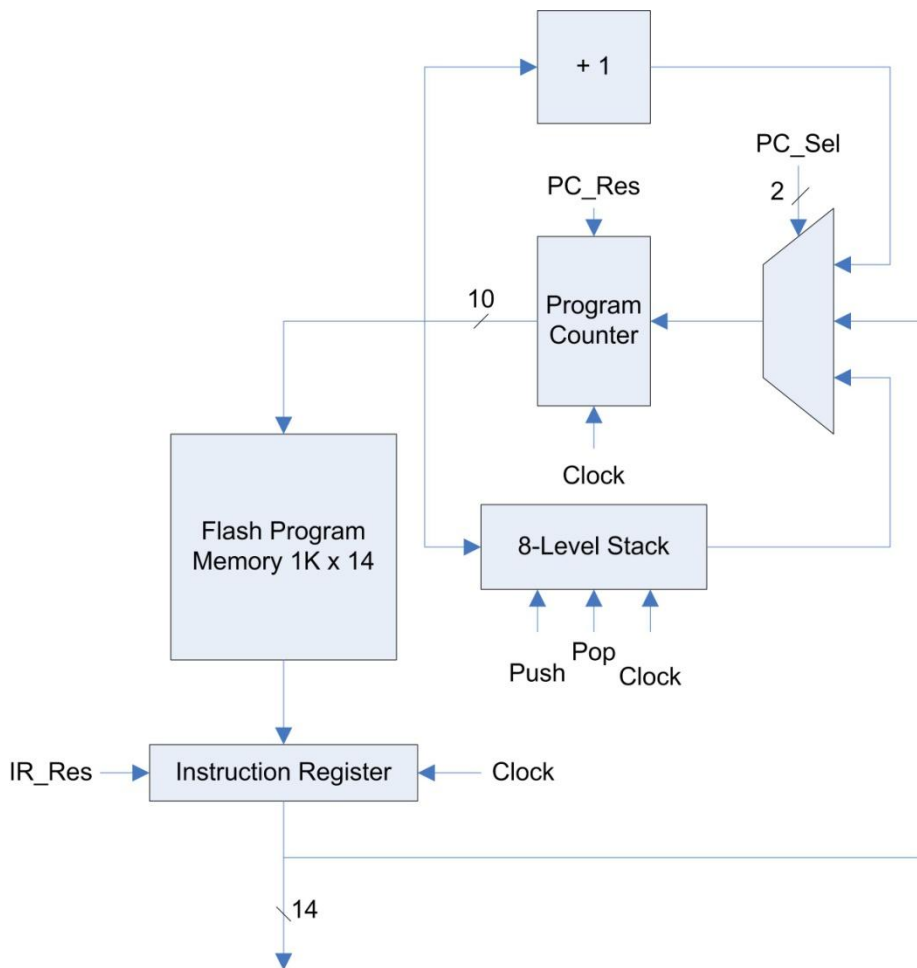 + 1
PC_Sel
2
PC_Res
10
Program
Counter
Clock
Flash Program
Memory 1K x 14
8-Level Stack
Push
Pop
Clock
IR_Res
Instruction Register
Clock
14